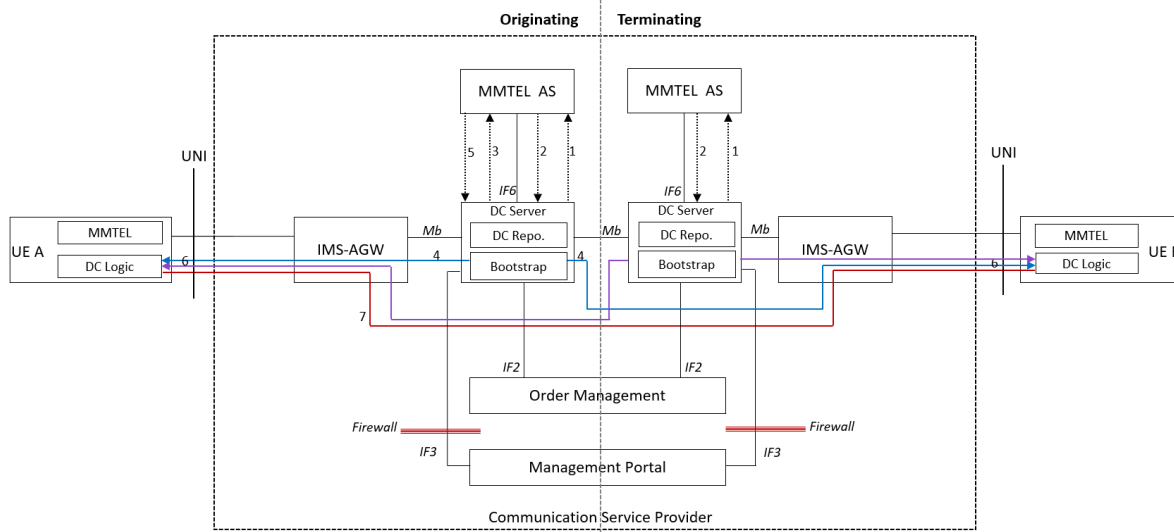 Originating Terminating
MMTEL AS MMTEL AS
5 3 2 1 2 1
UNI UNI
IF6 IF6
DC Server DC Server
MMTEL Mb DC Repo. Mb DC Repo. Mb MMTEL
UE A IMS-AGW IMS-AGW UE
DC Logic 6 4 Bootstrap 4 Bootstrap 6 DC Logic
7
IF2 IF2
Order Management
Firewall Firewall
IF3 IF3
Management Portal
Communication Service Provider